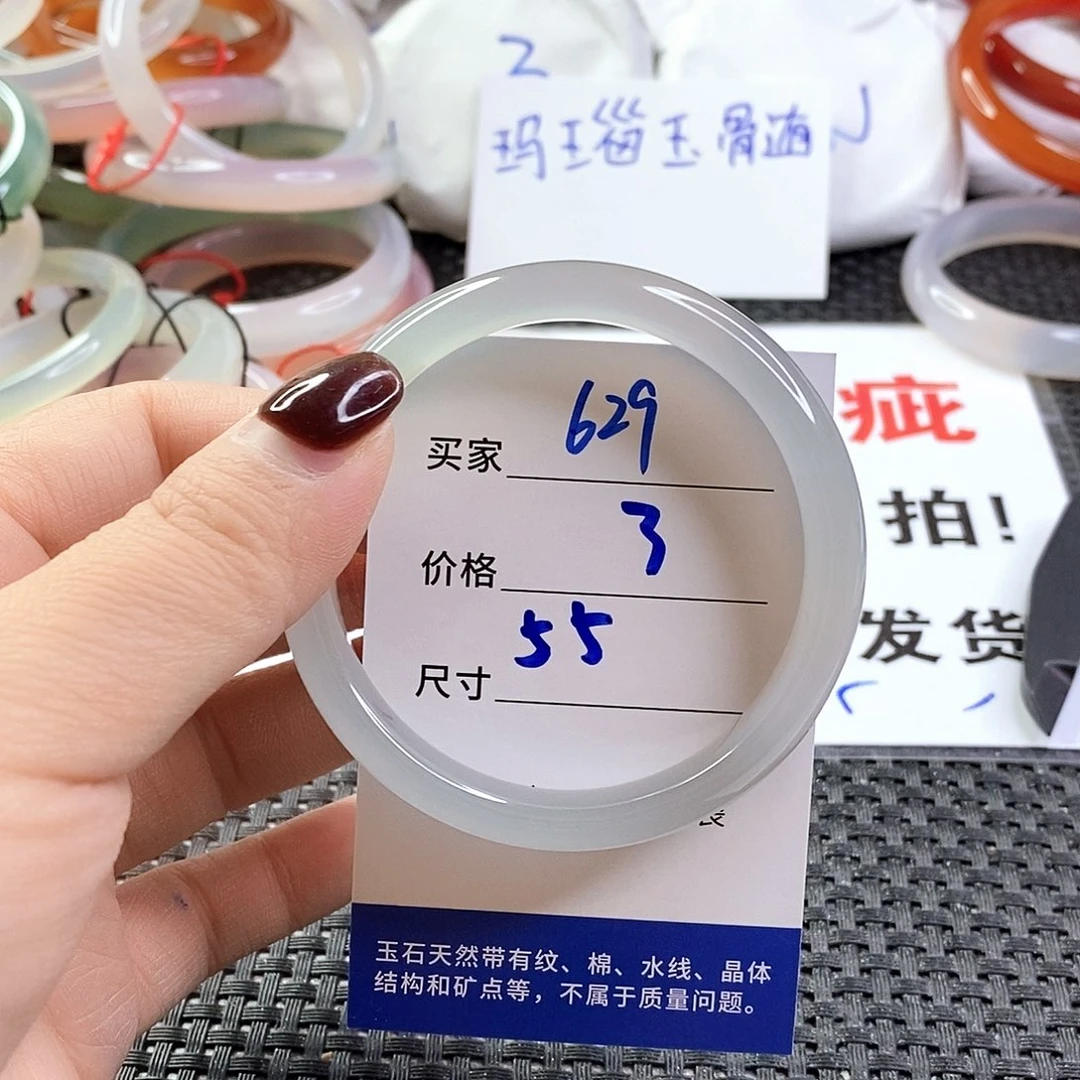 Z
玛瑙玉骨髓
疵
拍!
发货
买家 629
价格 3
尺寸 55
玉石天然带有纹、棉、水线、晶体
结构和矿点等，不属于质量问题。